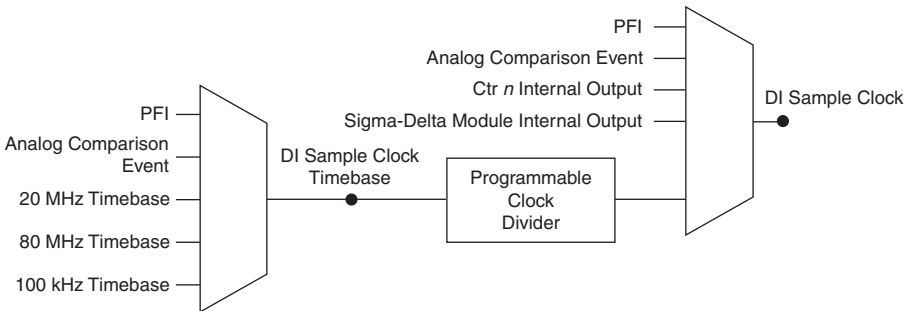 PFI
Analog Comparison Event
Ctr n Internal Output
Sigma-Delta Module Internal Output
DI Sample Clock
PFI
Analog Comparison
Event
20 MHz Timebase
80 MHz Timebase
100 kHz Timebase
DI Sample Clock
Timebase
Programmable
Clock
Divider